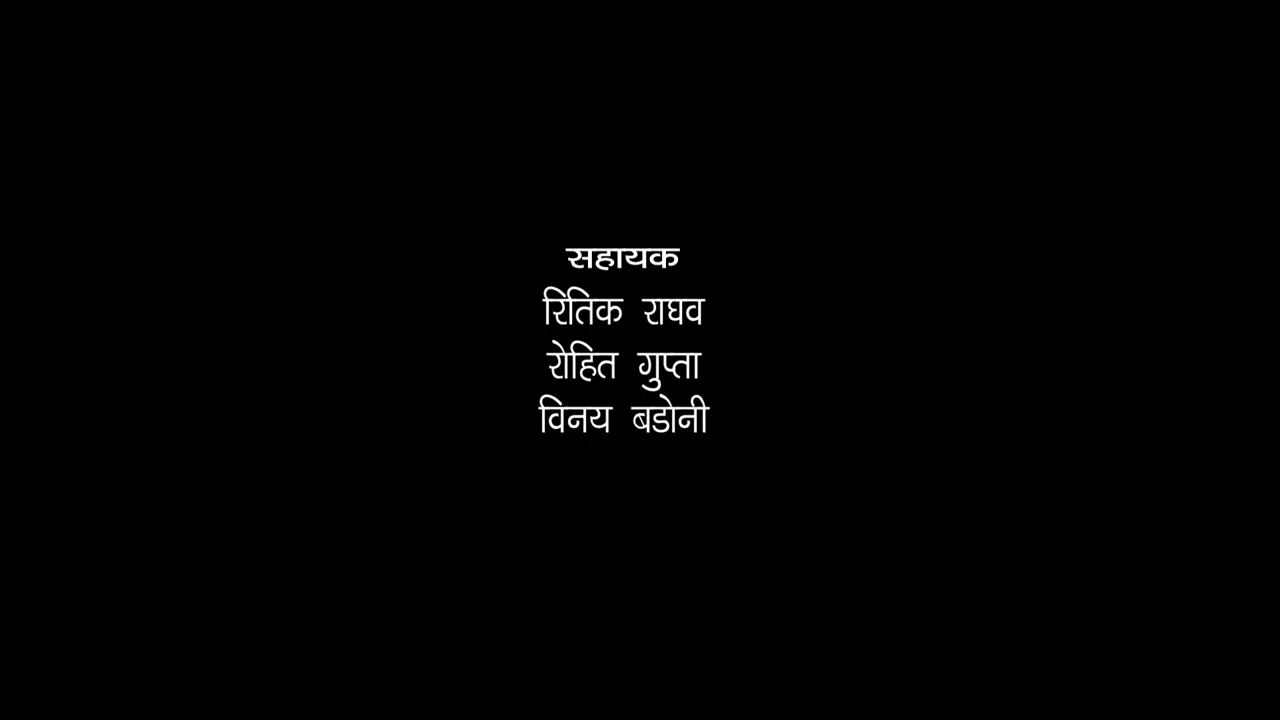 सहायक
रितिक राघव
रोहित गुप्ता
विनय बडोनी